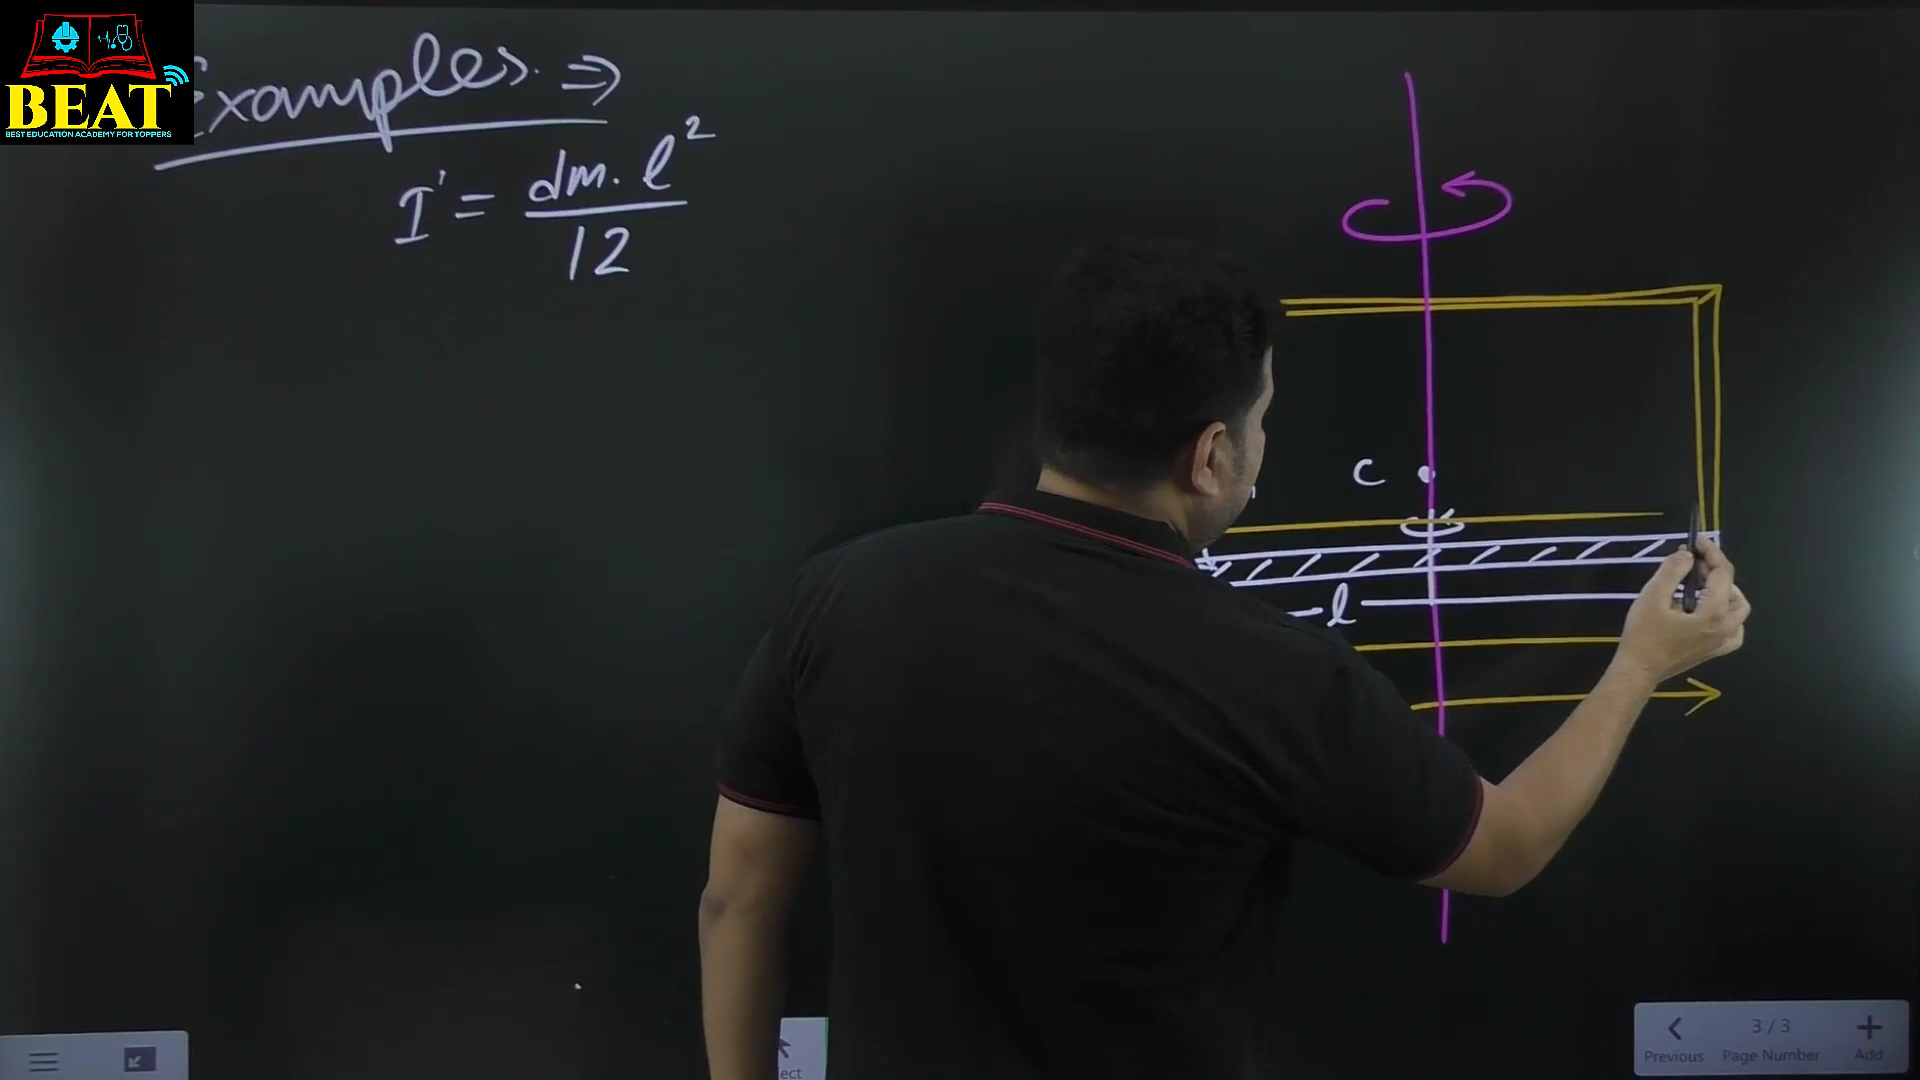 BEAT
BEST EDUCATION ACADEMY FOR TOPPERS
Examples. ⇒
I' = dm. l² / 12
C
l
3 / 3
Previous Page Number Add